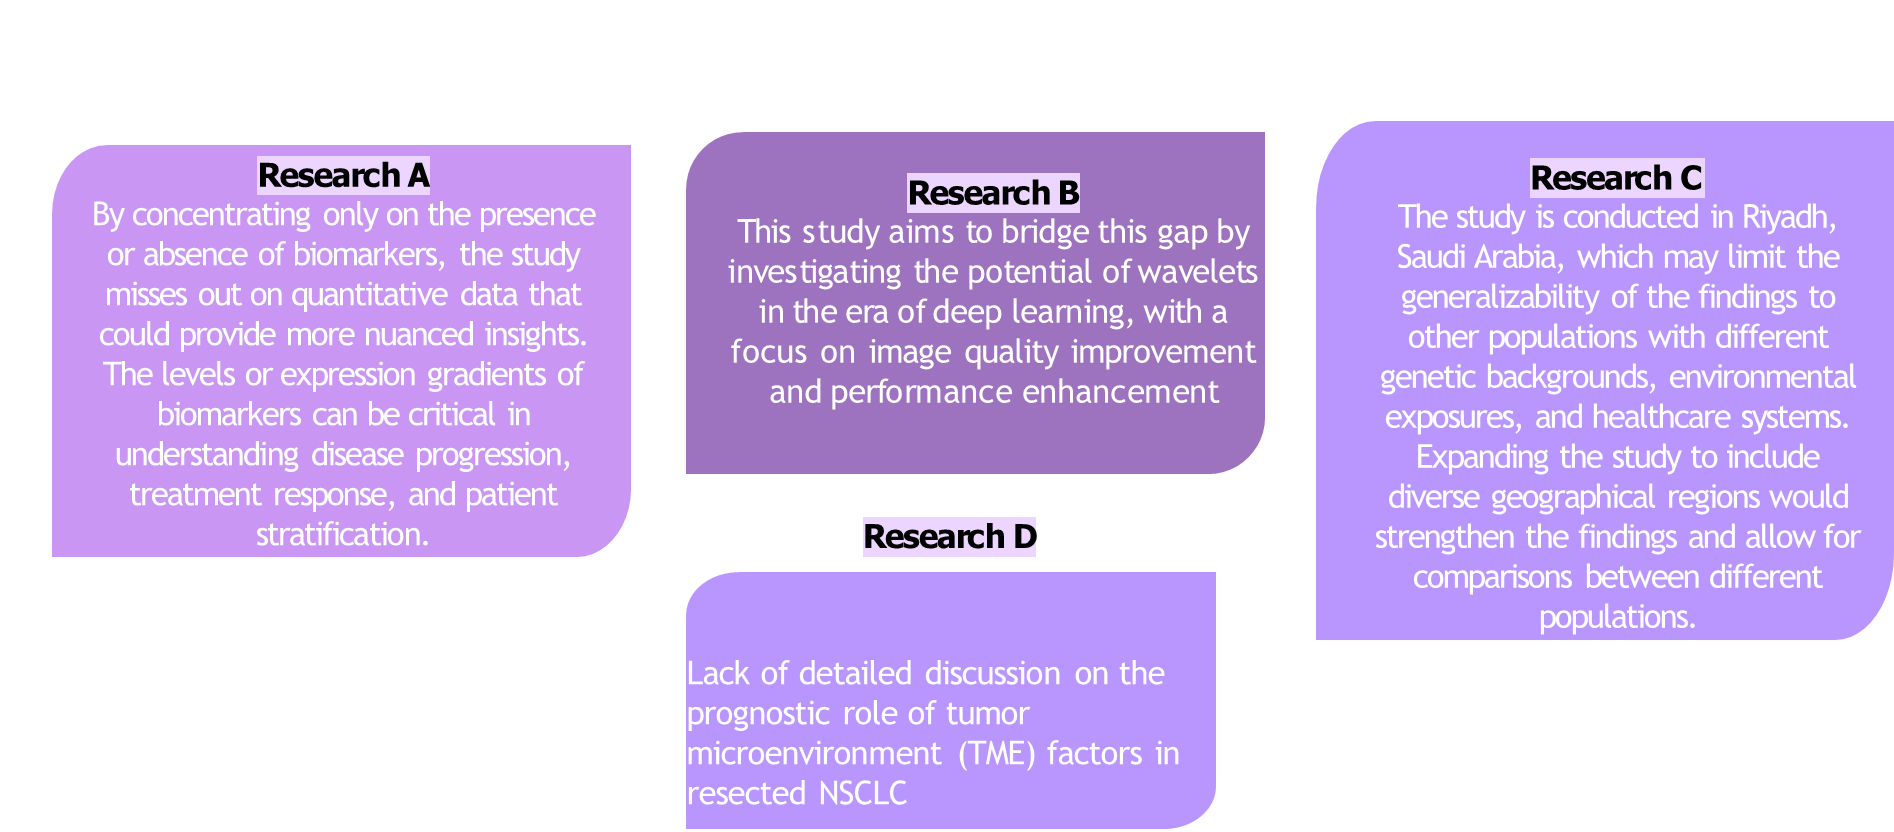 Research A
By concentrating only on the presence
or absence of biomarkers, the study
misses out on quantitative data that
could provide more nuanced insights.
The levels or expression gradients of
biomarkers can be critical in
understanding disease progression,
treatment response, and patient
stratification.
Research B
This study aims to bridge this gap by
investigating the potential of wavelets
in the era of deep learning, with a
focus on image quality improvement
and performance enhancement
Research C
The study is conducted in Riyadh,
Saudi Arabia, which may limit the
generalizability of the findings to
other populations with different
genetic backgrounds, environmental
exposures, and healthcare systems.
Expanding the study to include
diverse geographical regions would
strengthen the findings and allow for
comparisons between different
populations.
Research D
Lack of detailed discussion on the
prognostic role of tumor
microenvironment (TME) factors in
resected NSCLC